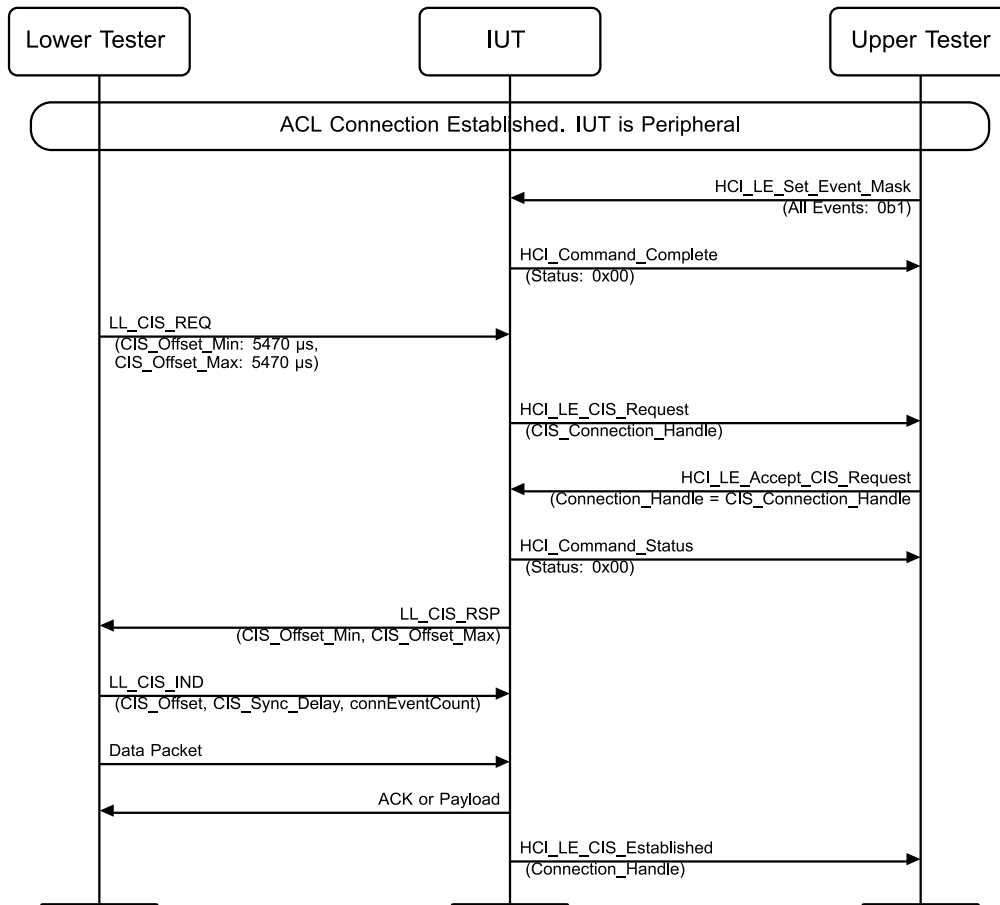 Lower Tester
IUT
Upper Tester
ACL Connection Established. IUT is Peripheral
HCI_LE_Set_Event_Mask
(All Events: 0b1)
HCI_Command_Complete
(Status: 0x00)
LL_CIS_REQ
(CIS_Offset_Min: 5470 µs,
CIS_Offset_Max: 5470 µs)
HCI_LE_CIS_Request
(CIS_Connection_Handle)
HCI_LE_Accept_CIS_Request
(Connection_Handle = CIS_Connection_Handle
HCI_Command_Status
(Status: 0x00)
LL_CIS_RSP
(CIS_Offset_Min, CIS_Offset_Max)
LL_CIS_IND
(CIS_Offset, CIS_Sync_Delay, connEventCount)
Data Packet
ACK or Payload
HCI_LE_CIS_Established
(Connection_Handle)